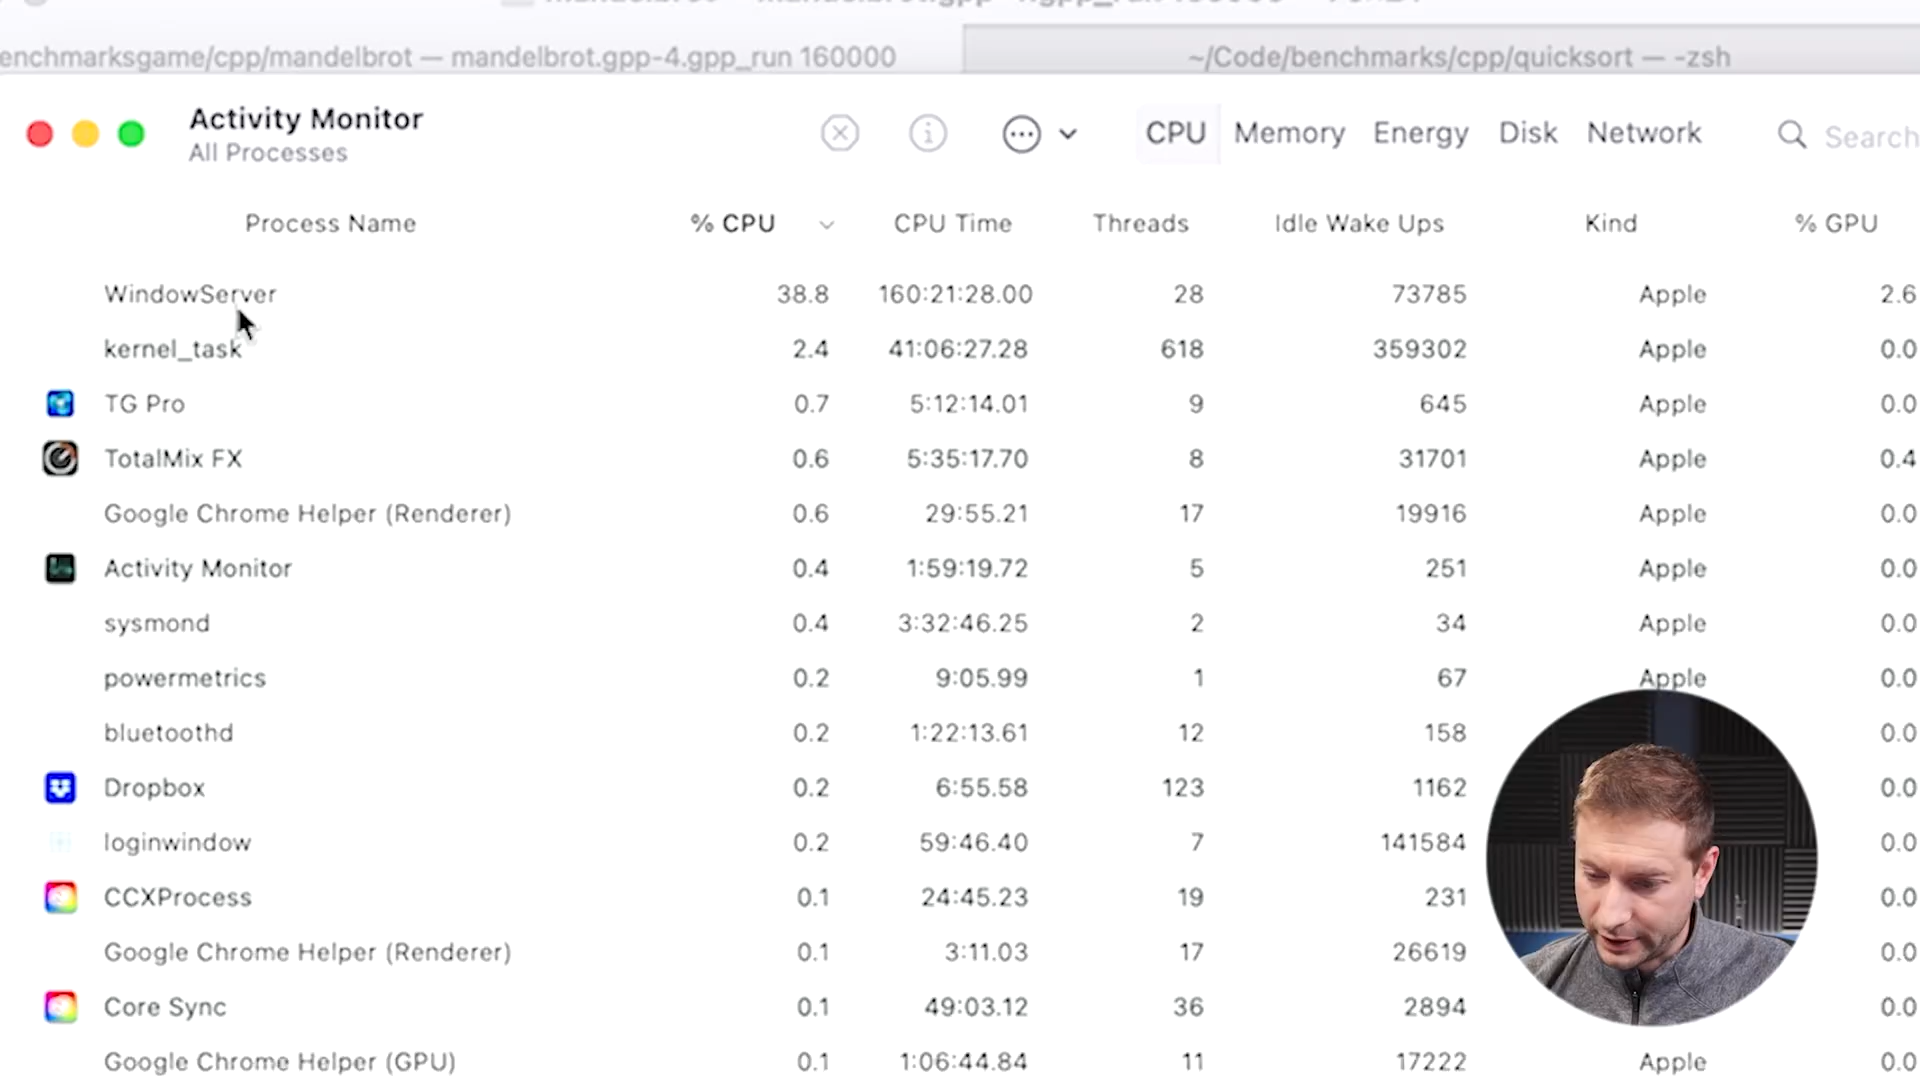 enchmarksgame/cpp/mandelbrot — mandelbrot.gpp-4.gpp_run 160000 ~/Code/benchmarks/cpp/quicksort — -zsh
Activity Monitor
All Processes
CPU Memory Energy Disk Network Search
Process Name % CPU CPU Time Threads Idle Wake Ups Kind % GPU
WindowServer 38.8 160:21:28.00 28 73785 Apple 2.6
kernel_task 2.4 41:06:27.28 618 359302 Apple 0.0
TG Pro 0.7 5:12:14.01 9 645 Apple 0.0
TotalMix FX 0.6 5:35:17.70 8 31701 Apple 0.4
Google Chrome Helper (Renderer) 0.6 29:55.21 17 19916 Apple 0.0
Activity Monitor 0.4 1:59:19.72 5 251 Apple 0.0
sysmond 0.4 3:32:46.25 2 34 Apple 0.0
powermetrics 0.2 9:05.99 1 67 Apple 0.0
bluetoothd 0.2 1:22:13.61 12 158 0.0
Dropbox 0.2 6:55.58 123 1162 0.0
loginwindow 0.2 59:46.40 7 141584 0.0
CCXProcess 0.1 24:45.23 19 231 0.0
Google Chrome Helper (Renderer) 0.1 3:11.03 17 26619 0.0
Core Sync 0.1 49:03.12 36 2894 0.0
Google Chrome Helper (GPU) 0.1 1:06:44.84 11 17222 Apple 0.0